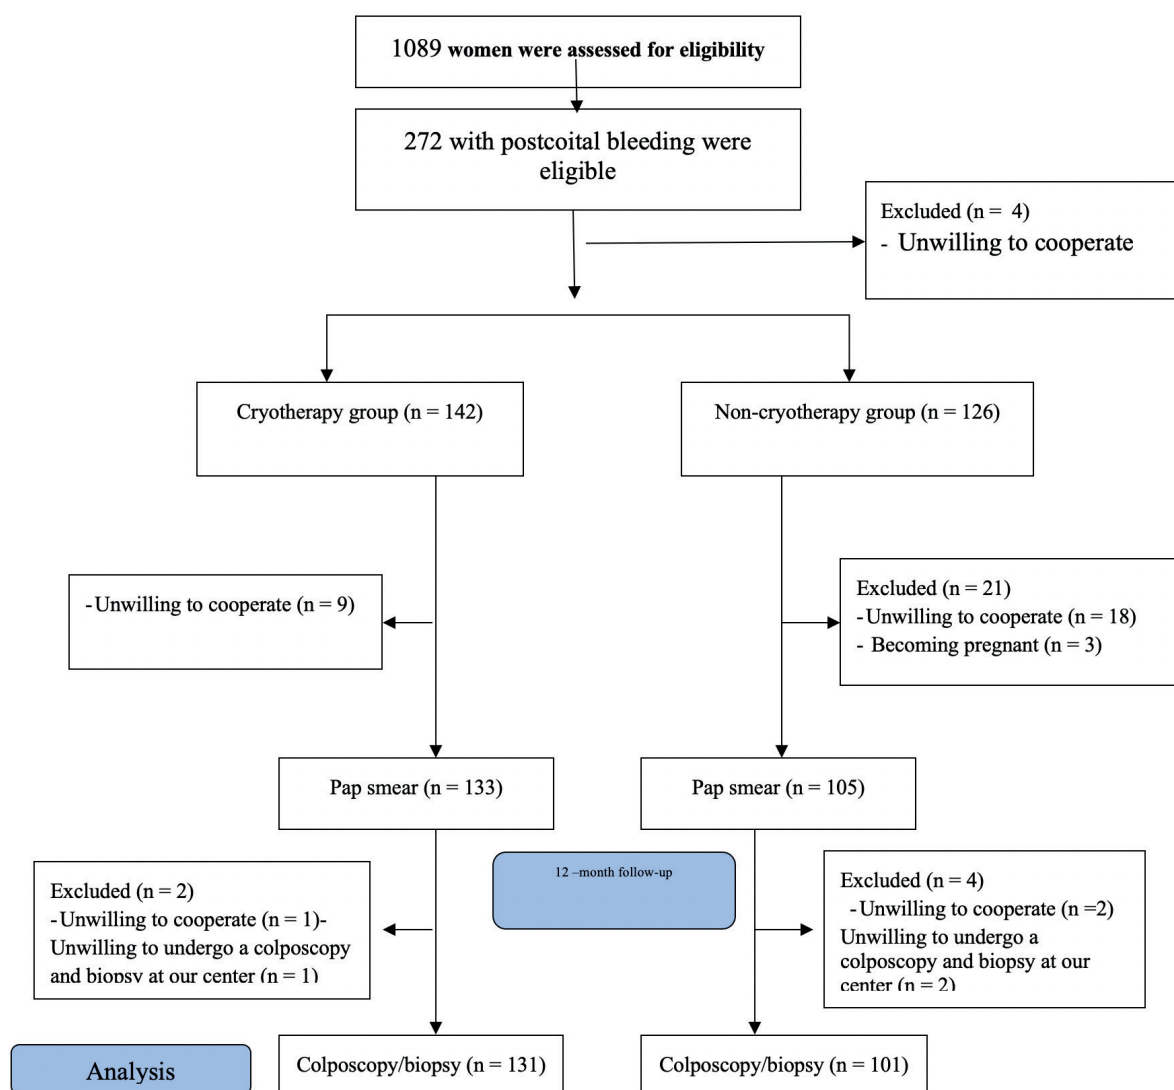 1089 women were assessed for eligibility
272 with postcoital bleeding were
eligible
Excluded (n = 4)
- Unwilling to cooperate
Cryotherapy group (n = 142)
Non-cryotherapy group (n = 126)
-Unwilling to cooperate (n = 9)
Excluded (n = 21)
-Unwilling to cooperate (n = 18)
- Becoming pregnant (n = 3)
Pap smear (n = 133)
Pap smear (n = 105)
12 –month follow-up
Excluded (n = 2)
-Unwilling to cooperate (n = 1)-
Unwilling to undergo a colposcopy
and biopsy at our center (n = 1)
Excluded (n = 4)
-Unwilling to cooperate (n =2)
Unwilling to undergo a
colposcopy and biopsy at our
center (n = 2)
Analysis
Colposcopy/biopsy (n = 131)
Colposcopy/biopsy (n = 101)